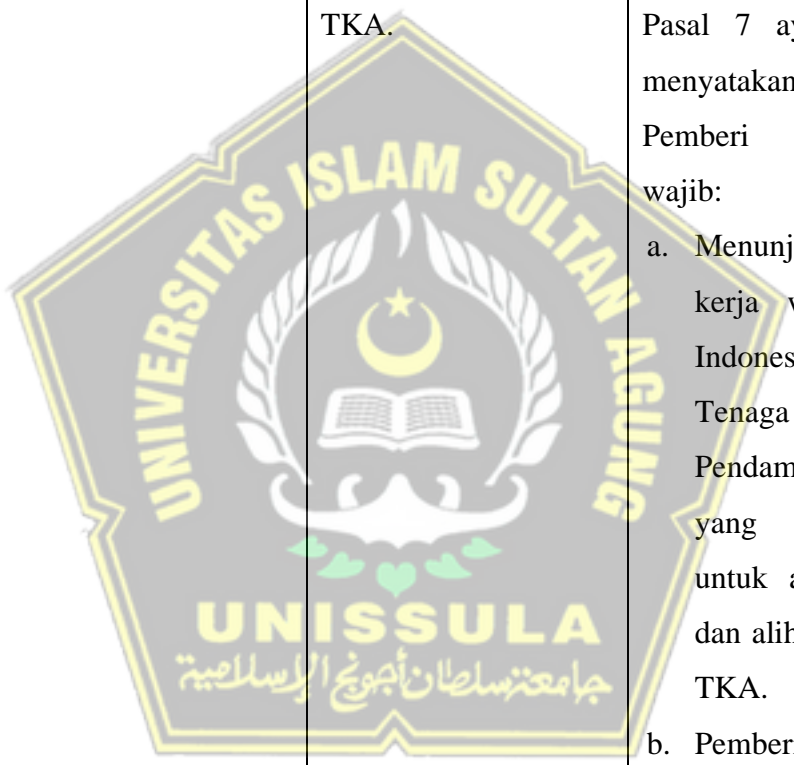 TKA.
Pasal 7
menyatakan
Pemberi
wajib:
a. Menunj
kerja
Indones
Tenaga
Pendam
yang
untuk
dan alih
TKA.
b. Pember
UNIVERSITAS ISLAM SULTAN AGUNG
UNISSULA
جامعة سلطان أجونج الإسلامية